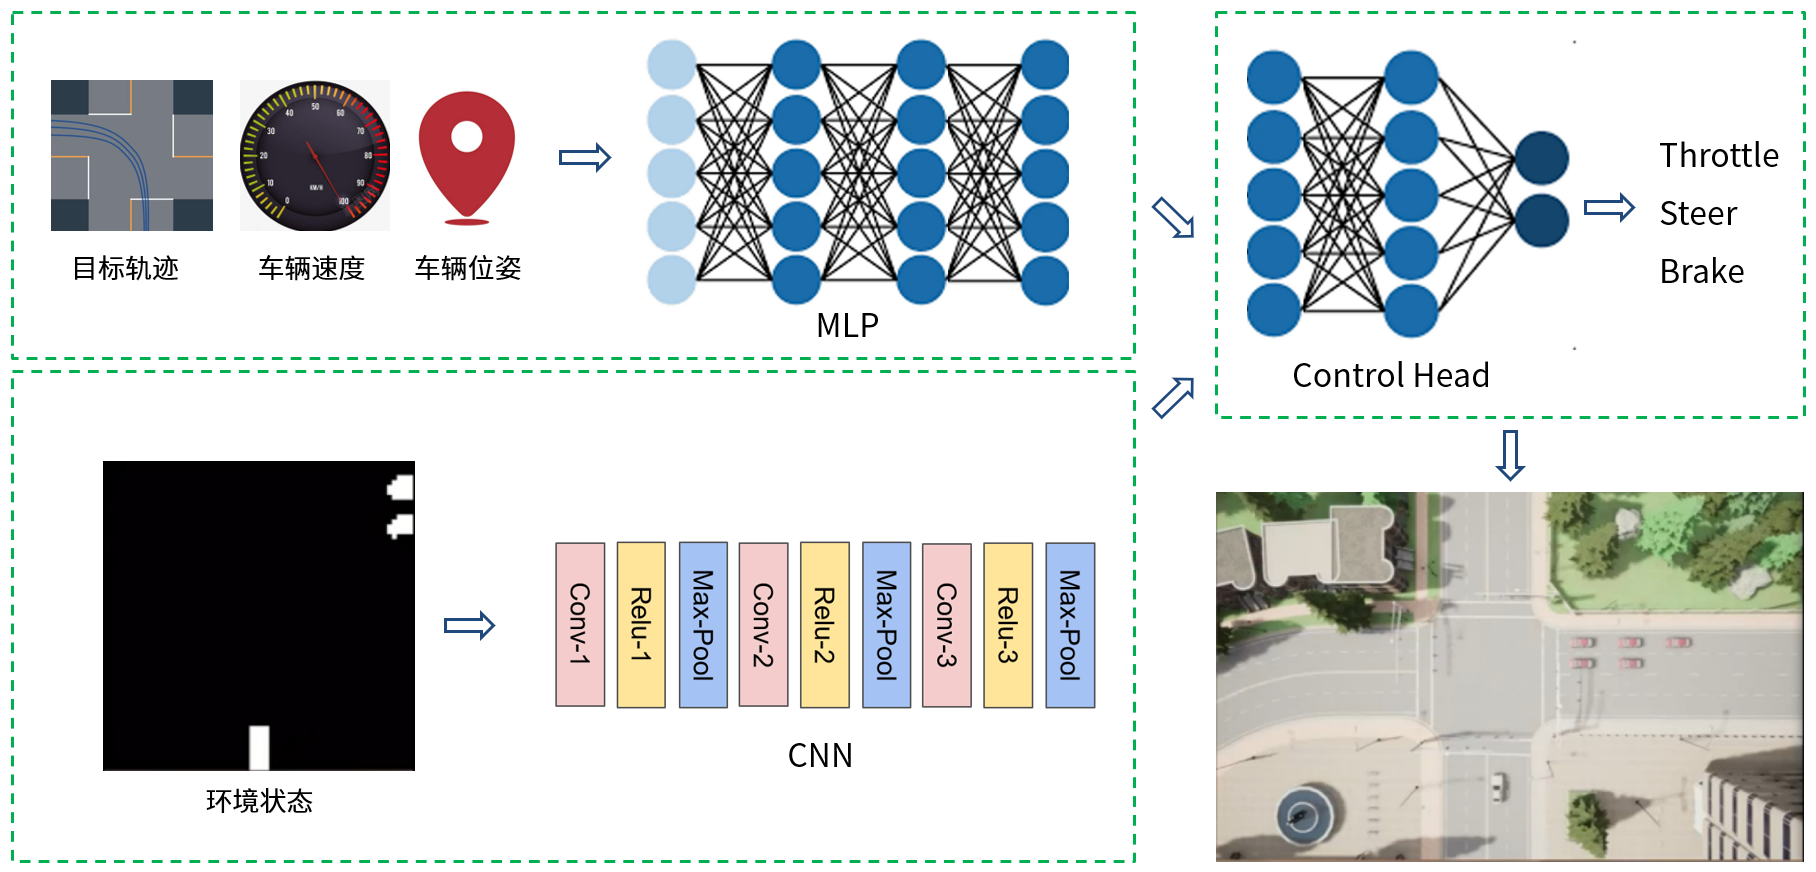 目标轨迹
0
10
20
30
40
50
60
70
80
90
100
KM/H
车辆速度
车辆位姿
MLP
Throttle
Steer
Brake
Control Head
环境状态
Conv-1
Relu-1
Max-Pool
Conv-2
Relu-2
Max-Pool
Conv-3
Relu-3
Max-Pool
CNN